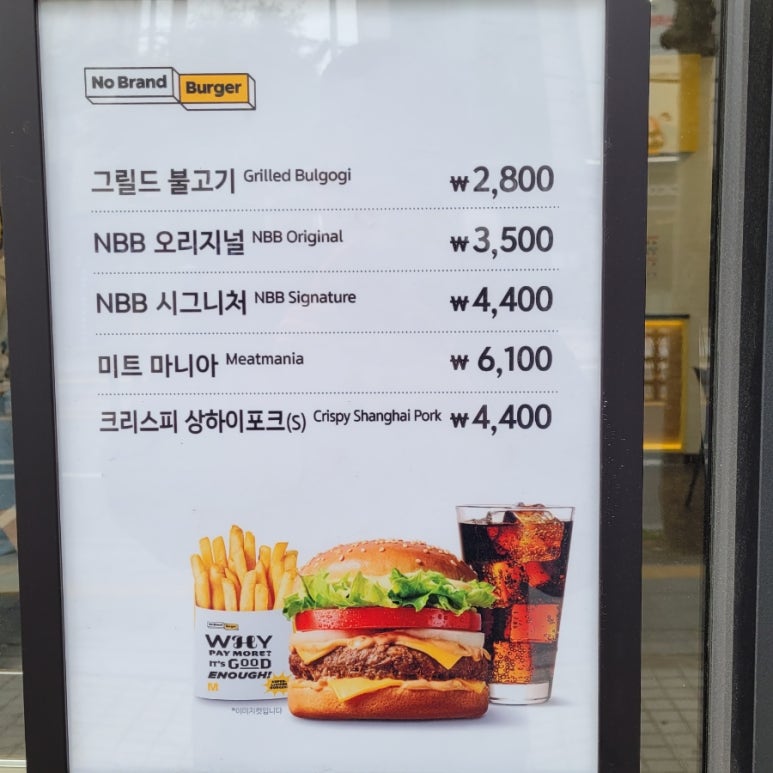 No Brand Burger
그릴드 불고기 Grilled Bulgogi ₩2,800
NBB 오리지널 NBB Original ₩3,500
NBB 시그니처 NBB Signature ₩4,400
미트 마니아 Meatmania ₩6,100
크리스피 상하이포크(S) Crispy Shanghai Pork ₩4,400
No Brand Burger
WHY
PAY MORE?
IT'S GOOD
ENOUGH!
M
*이미지컷입니다